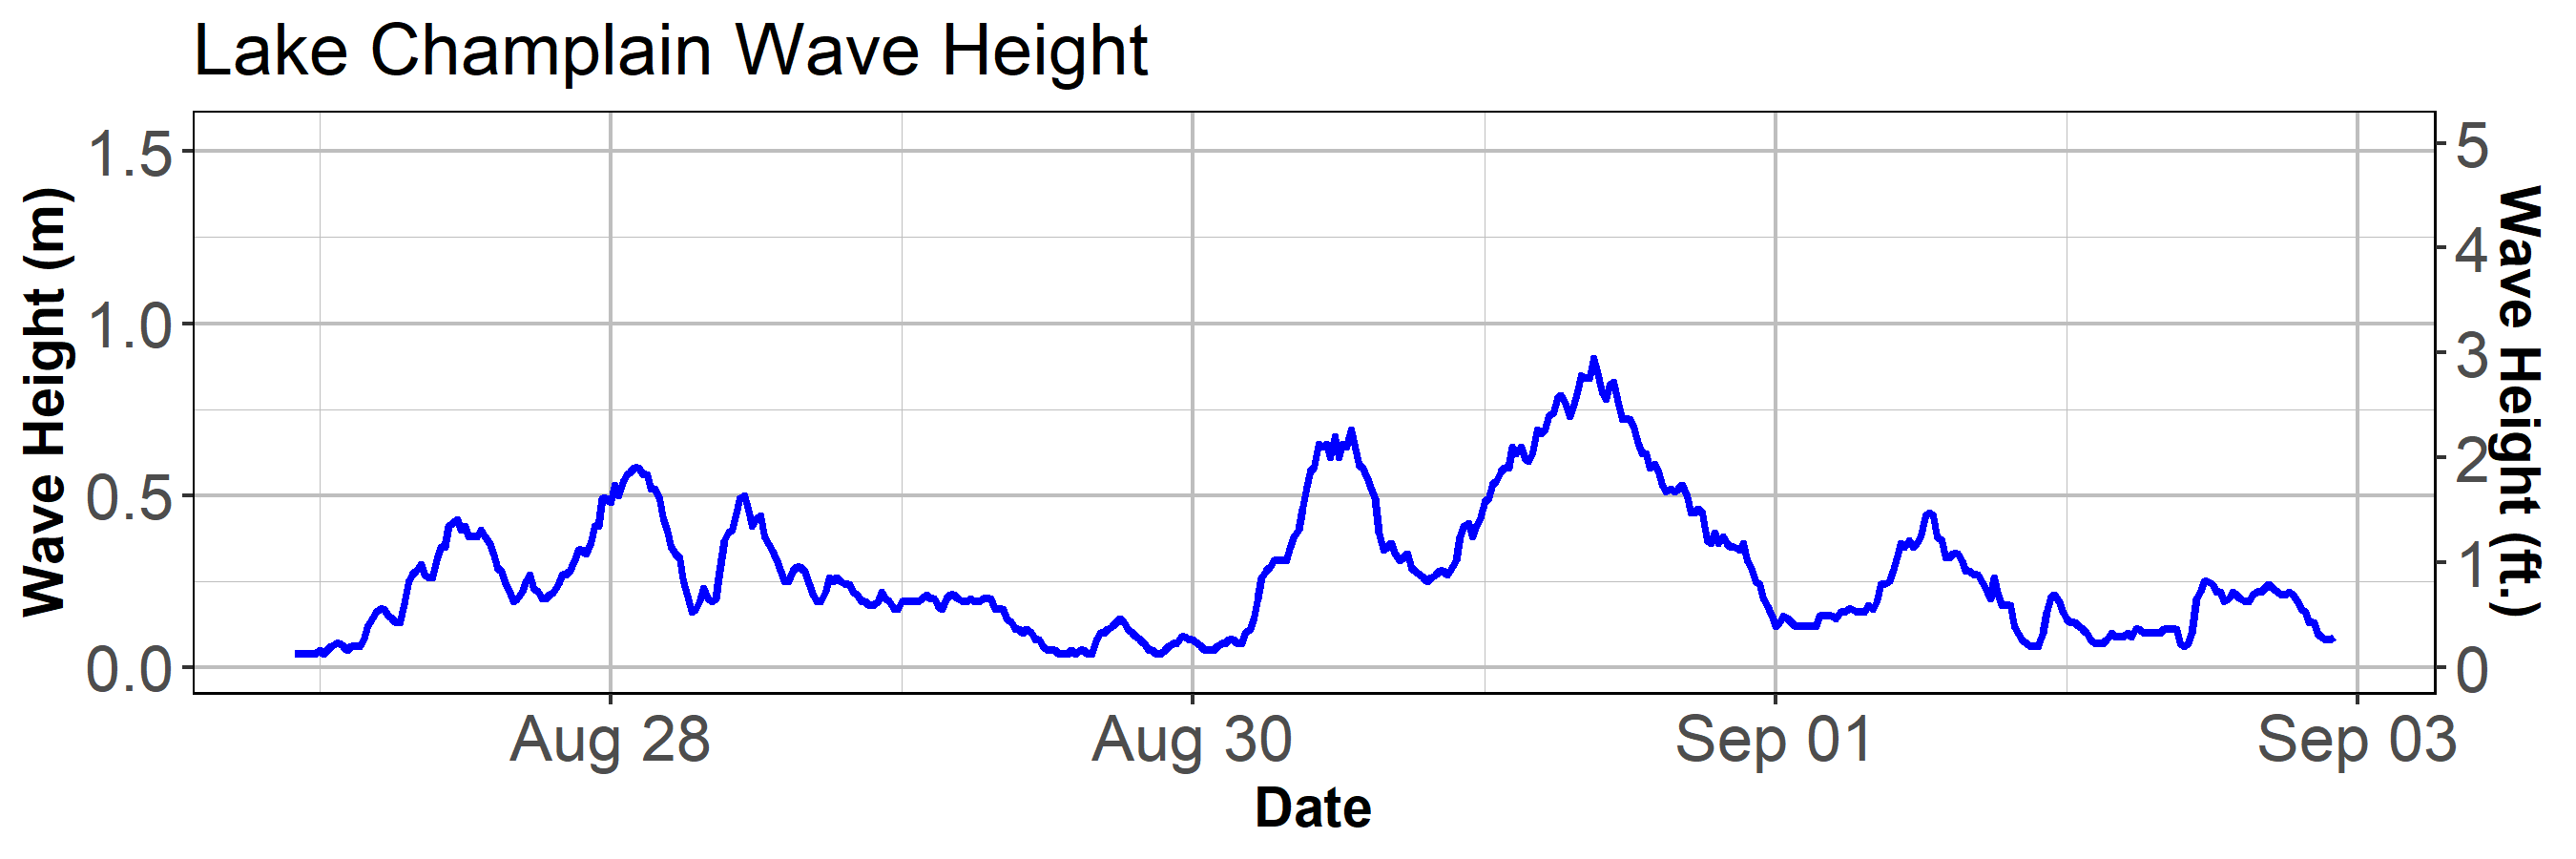 Lake Champlain Wave Height
Wave Height (m)
1.5
1.0
0.5
0.0
5
4
3
2
1
0
Wave Height (ft.)
Aug 28
Aug 30
Sep 01
Sep 03
Date